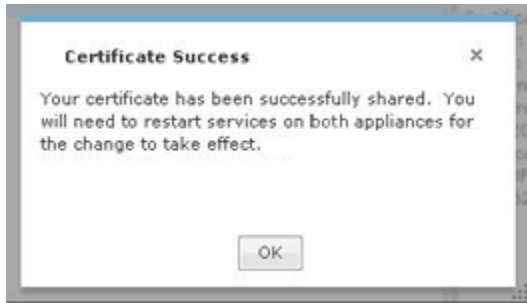 Certificate Success
Your certificate has been successfully shared. You
will need to restart services on both appliances for
the change to take effect.
OK